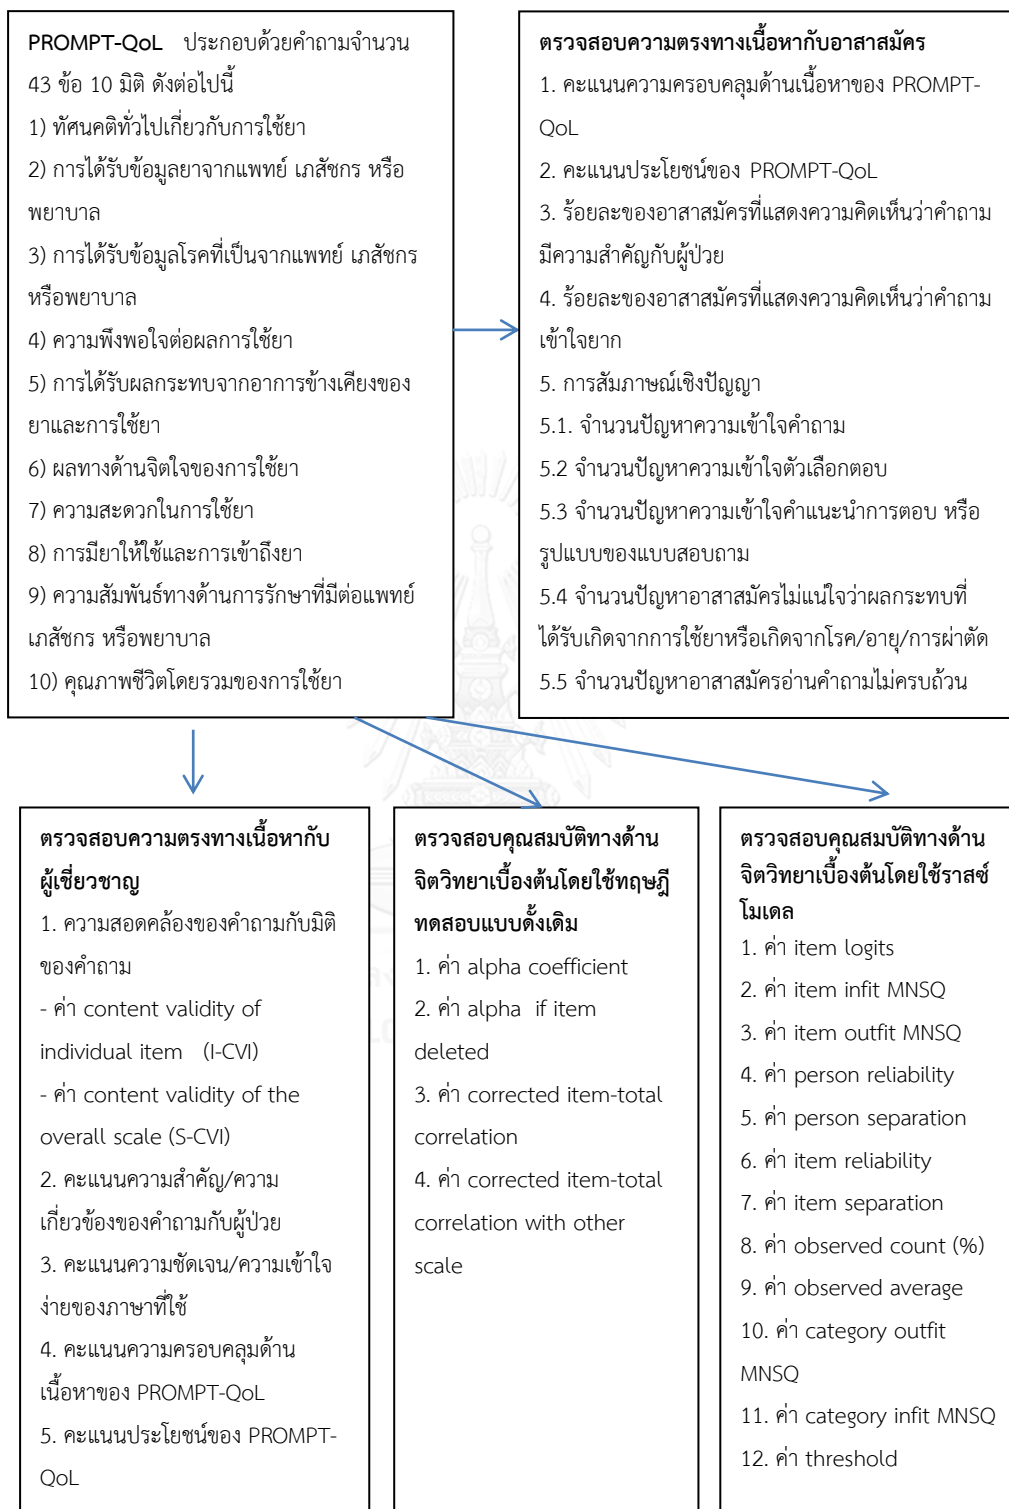 PROMPT-QoL ประกอบด้วยคำถามจำนวน
43 ข้อ 10 มิติ ดังต่อไปนี้
1) ทัศนคติทั่วไปเกี่ยวกับการใช้ยา
2) การได้รับข้อมูลยาจากแพทย์ เภสัชกร หรือ
พยาบาล
3) การได้รับข้อมูลโรคที่เป็นจากแพทย์ เภสัชกร
หรือพยาบาล
4) ความพึงพอใจต่อผลการใช้ยา
5) การได้รับผลกระทบจากอาการข้างเคียงของ
ยาและการใช้ยา
6) ผลทางด้านจิตใจของการใช้ยา
7) ความสะดวกในการใช้ยา
8) การมียาให้ใช้และการเข้าถึงยา
9) ความสัมพันธ์ทางด้านการรักษาที่มีต่อแพทย์
เภสัชกร หรือพยาบาล
10) คุณภาพชีวิตโดยรวมของการใช้ยา
ตรวจสอบความตรงทางเนื้อหากับอาสาสมัคร
1. คะแนนความครอบคลุมด้านเนื้อหาของ PROMPT-
QoL
2. คะแนนประโยชน์ของ PROMPT-QoL
3. ร้อยละของอาสาสมัครที่แสดงความคิดเห็นว่าคำถาม
มีความสำคัญกับผู้ป่วย
4. ร้อยละของอาสาสมัครที่แสดงความคิดเห็นว่าคำถาม
เข้าใจยาก
5. การสัมภาษณ์เชิงปัญญา
5.1. จำนวนปัญหาความเข้าใจคำถาม
5.2 จำนวนปัญหาความเข้าใจตัวเลือกตอบ
5.3 จำนวนปัญหาความเข้าใจคำแนะนำการตอบ หรือ
รูปแบบของแบบสอบถาม
5.4 จำนวนปัญหาอาสาสมัครไม่แน่ใจว่าผลกระทบที่
ได้รับเกิดจากการใช้ยาหรือเกิดจากโรค/อายุ/การผ่าตัด
5.5 จำนวนปัญหาอาสาสมัครอ่านคำถามไม่ครบถ้วน
ตรวจสอบความตรงทางเนื้อหากับ
ผู้เชี่ยวชาญ
1. ความสอดคล้องของคำถามกับมิติ
ของคำถาม
- ค่า content validity of
individual item (I-CVI)
- ค่า content validity of the
overall scale (S-CVI)
2. คะแนนความสำคัญ/ความ
เกี่ยวข้องของคำถามกับผู้ป่วย
3. คะแนนความชัดเจน/ความเข้าใจ
ง่ายของภาษาที่ใช้
4. คะแนนความครอบคลุมด้าน
เนื้อหาของ PROMPT-QoL
5. คะแนนประโยชน์ของ PROMPT-
QoL
ตรวจสอบคุณสมบัติทางด้าน
จิตวิทยาเบื้องต้นโดยใช้ทฤษฎี
ทดสอบแบบดั้งเดิม
1. ค่า alpha coefficient
2. ค่า alpha if item
deleted
3. ค่า corrected item-total
correlation
4. ค่า corrected item-total
correlation with other
scale
ตรวจสอบคุณสมบัติทางด้าน
จิตวิทยาเบื้องต้นโดยใช้ราสซ์
โมเดล
1. ค่า item logits
2. ค่า item infit MNSQ
3. ค่า item outfit MNSQ
4. ค่า person reliability
5. ค่า person separation
6. ค่า item reliability
7. ค่า item separation
8. ค่า observed count (%)
9. ค่า observed average
10. ค่า category outfit
MNSQ
11. ค่า category infit MNSQ
12. ค่า threshold